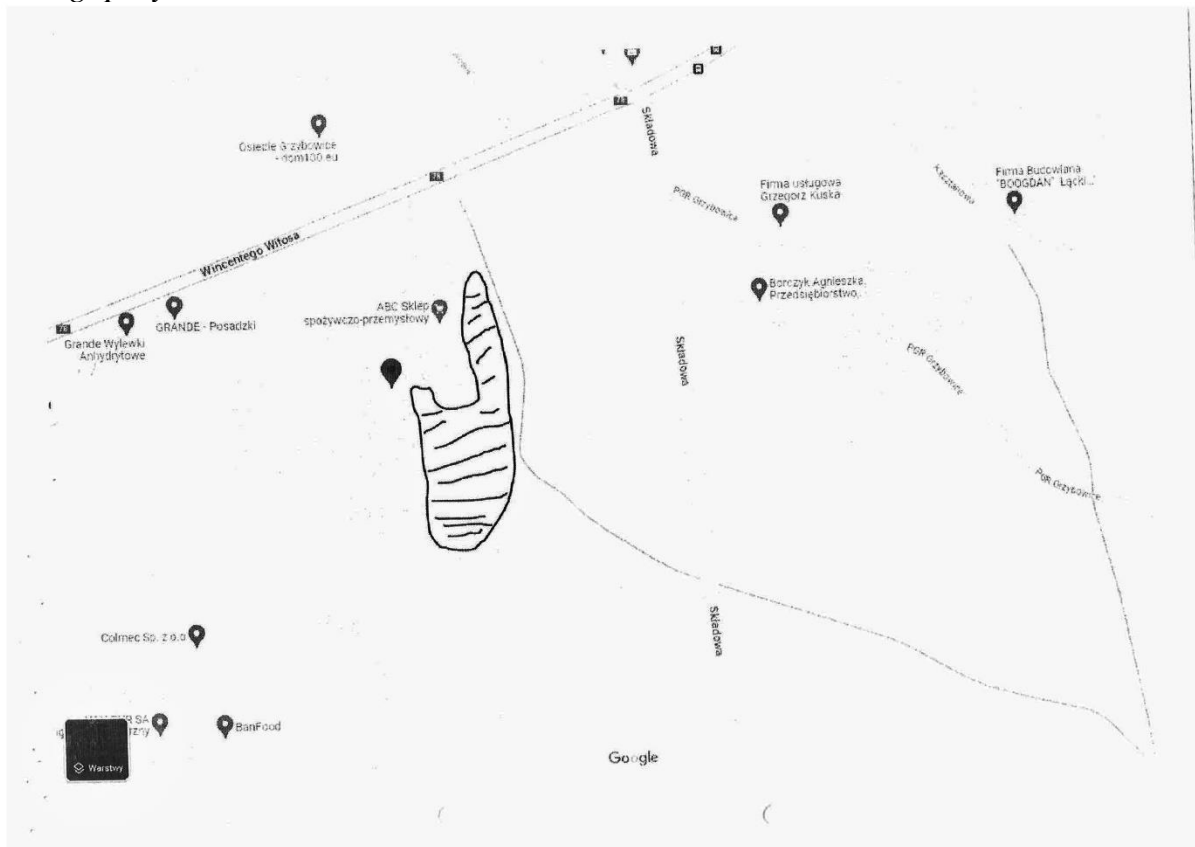 78
Składowa
Osiedle Grzybowice
- dom100.eu
78
Firma usługowa
Grzegorz Kuska
PGR Grzybowice
Kasztanowa
Firma Budowlana
"BOOGDAN" Łącki...
Wincentego Witosa
Borczyk Agnieszka.
Przedsiębiorstwo...
ABC Sklep
spożywczo-przemysłowy
GRANDE - Posadzki
78
Grande Wylewki
Anhydrytowe
Składowa
PGR Grzybowice
PGR Grzybowice
Składowa
Colmec Sp. z o.o
SA
BanFood
Warstwy
Google